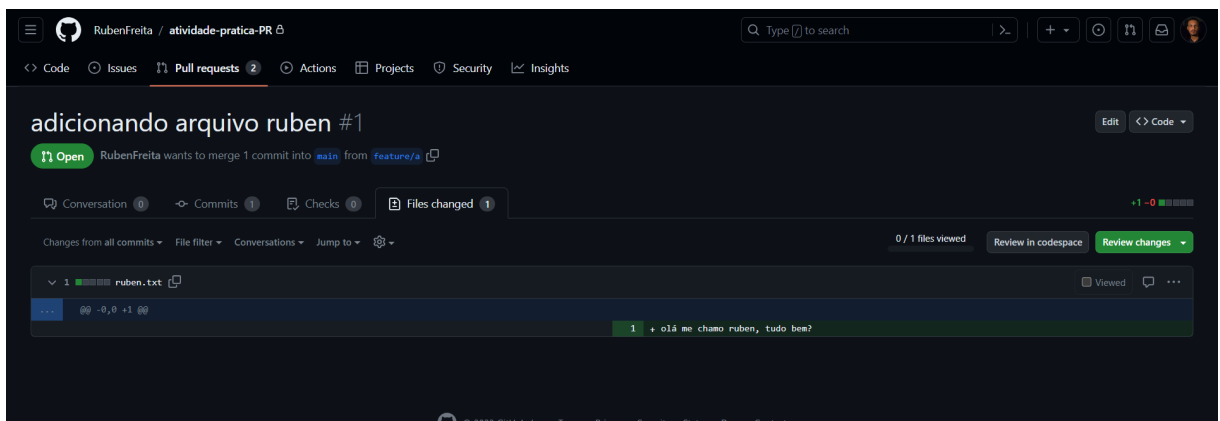 RubenFreita / atividade-pratica-PR
Type / to search
Code Issues Pull requests 2 Actions Projects Security Insights
adicionando arquivo ruben #1
Edit Code
Open RubenFreita wants to merge 1 commit into main from feature/a
Conversation 0 Commits 1 Checks 0 Files changed 1
+1 −0
Changes from all commits File filter Conversations Jump to
0 / 1 files viewed Review in codespace Review changes
1 ruben.txt Viewed
... @@ -0,0 +1 @@
1 + olá me chamo ruben, tudo bem?